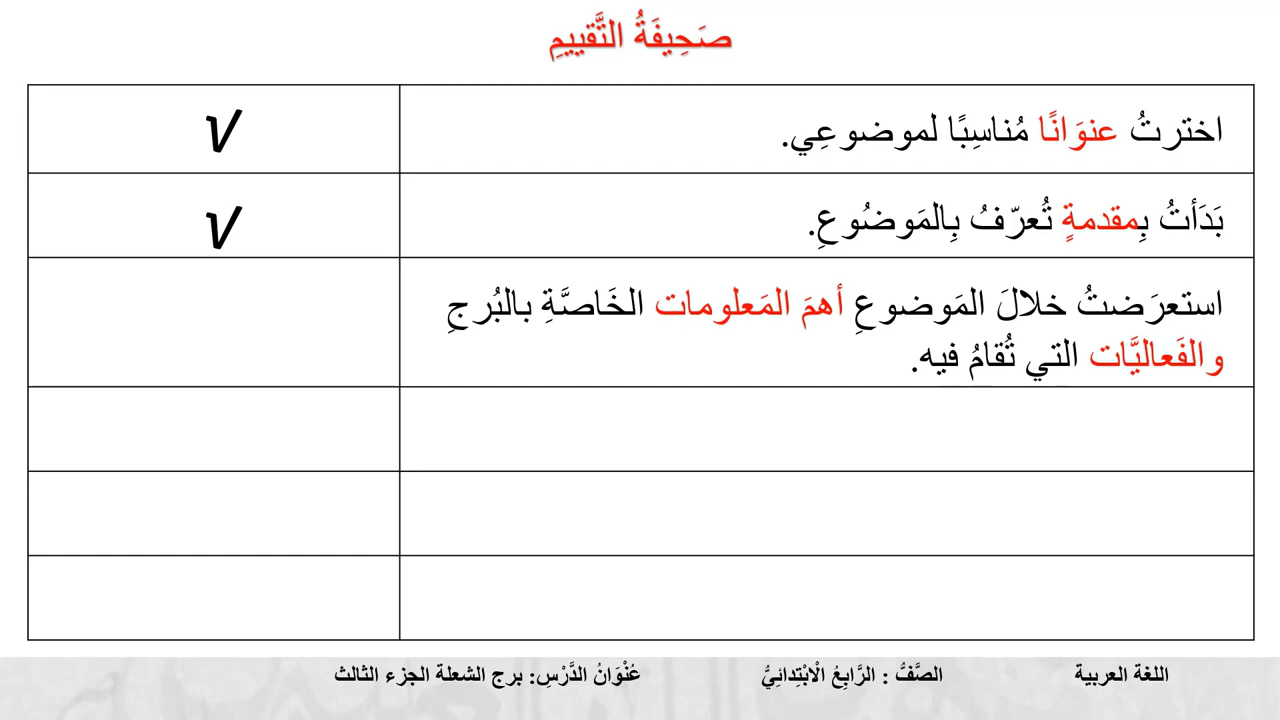 صَحِيفَةُ التَّقييمِ
اخترتُ عنوَانًا مُناسِبًا لموضوعِي.
√
بَدَأتُ بِمقدمةٍ تُعرّفُ بِالمَوضُوعِ.
√
استعرَضتُ خلالَ المَوضوعِ أهمَ المَعلومات الخَاصَّةِ بالبُرجِ
والفَعاليَّات التي تُقامُ فيه.
اللغة العربية
الصَّفُّ : الرَّابِعُ الْابْتِدائِيُّ
عُنْوَانُ الدَّرْسِ: برج الشعلة الجزء الثالث